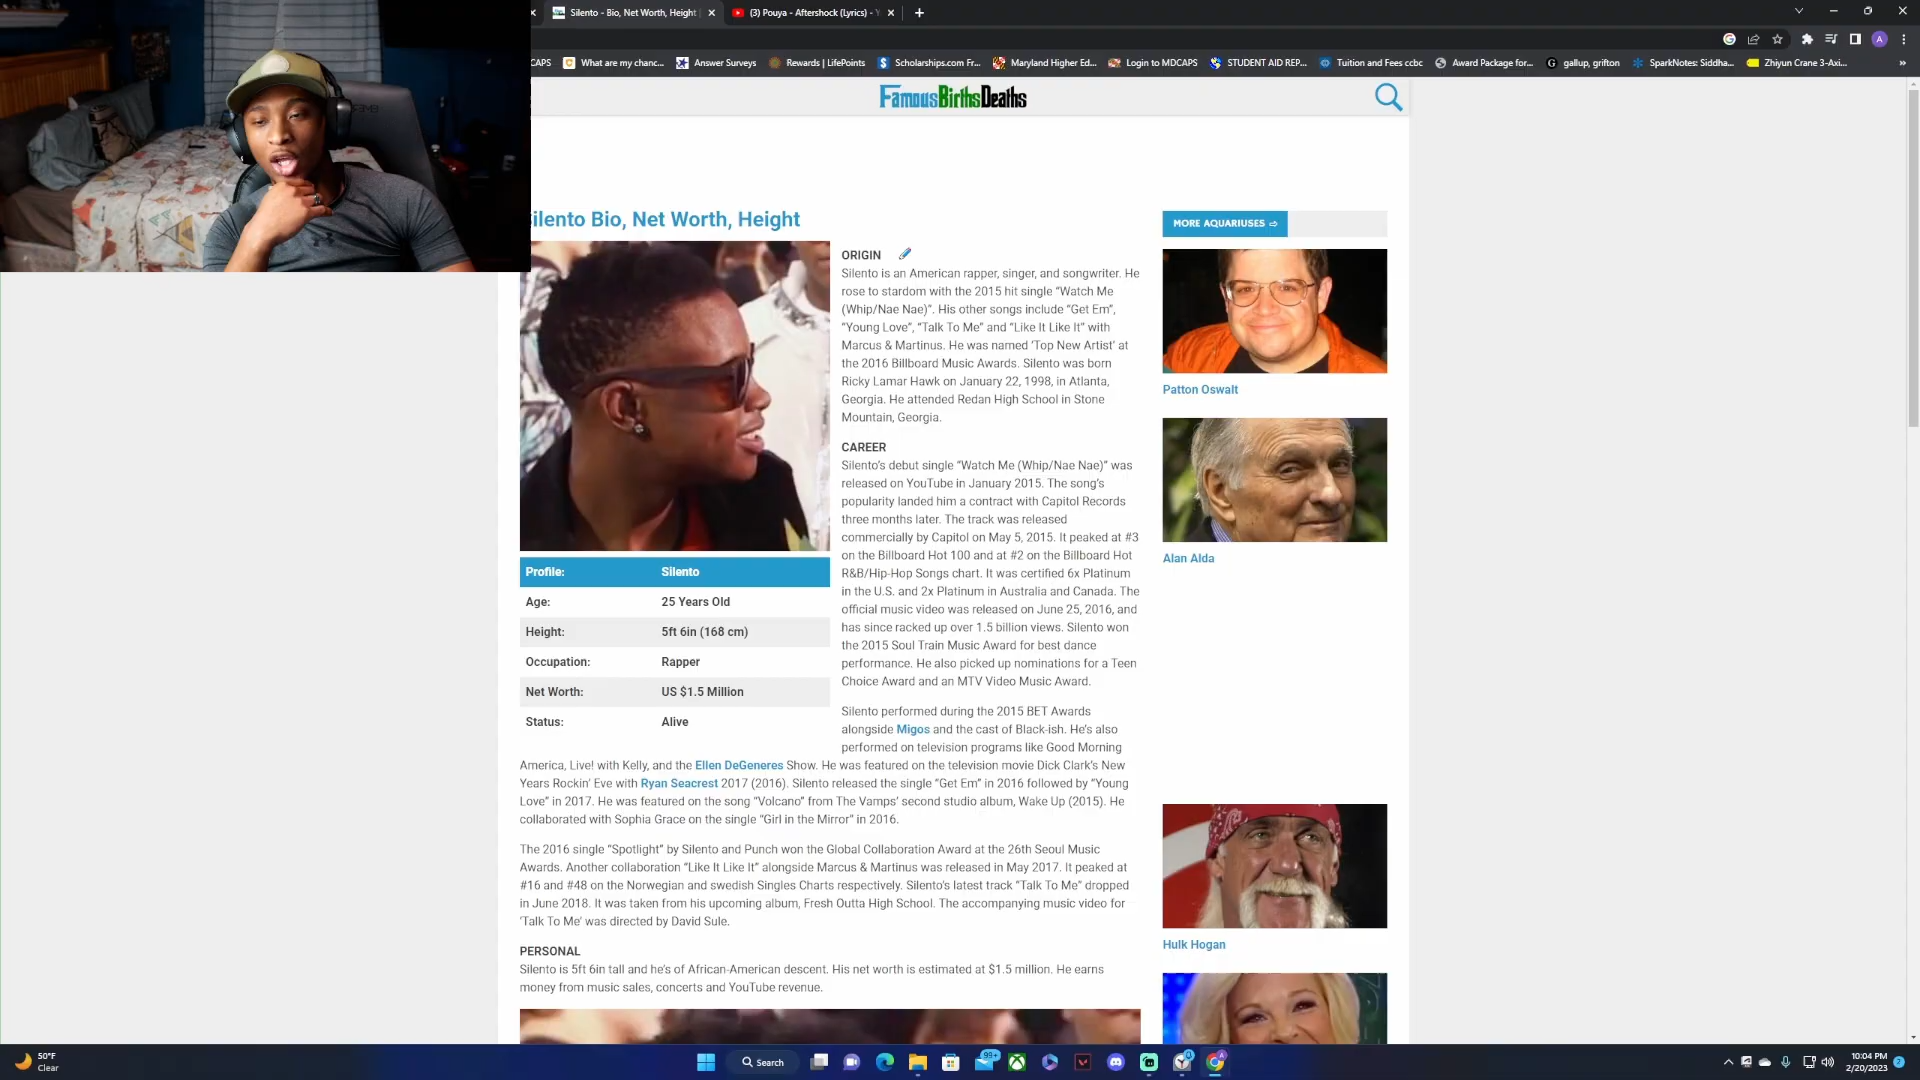 Silento - Bio, Net Worth, Height
(3) Pouya - Aftershock (Lyrics) - Y
CAPS
What are my chanc...
Answer Surveys
Rewards | LifePoints
Scholarships.com Fr...
Maryland Higher Ed...
Login to MDCAPS
STUDENT AID REP...
Tuition and Fees ccbc
Award Package for...
gallup, grifton
SparkNotes: Siddha...
Zhiyun Crane 3-Axi...
FamousBirthsDeaths
ilento Bio, Net Worth, Height
MORE AQUARIUSES ⇨
ORIGIN
Silento is an American rapper, singer, and songwriter. He
rose to stardom with the 2015 hit single “Watch Me
(Whip/Nae Nae)”. His other songs include “Get Em”,
“Young Love”, “Talk To Me” and “Like It Like It” with
Marcus & Martinus. He was named ‘Top New Artist’ at
the 2016 Billboard Music Awards. Silento was born
Ricky Lamar Hawk on January 22, 1998, in Atlanta,
Georgia. He attended Redan High School in Stone
Mountain, Georgia.
CAREER
Silento’s debut single “Watch Me (Whip/Nae Nae)” was
released on YouTube in January 2015. The song’s
popularity landed him a contract with Capitol Records
three months later. The track was released
commercially by Capitol on May 5, 2015. It peaked at #3
on the Billboard Hot 100 and at #2 on the Billboard Hot
R&B/Hip-Hop Songs chart. It was certified 6x Platinum
in the U.S. and 2x Platinum in Australia and Canada. The
official music video was released on June 25, 2016, and
has since racked up over 1.5 billion views. Silento won
the 2015 Soul Train Music Award for best dance
performance. He also picked up nominations for a Teen
Choice Award and an MTV Video Music Award.
Profile: Silento
Age: 25 Years Old
Height: 5ft 6in (168 cm)
Occupation: Rapper
Net Worth: US $1.5 Million
Status: Alive
Silento performed during the 2015 BET Awards
alongside Migos and the cast of Black-ish. He’s also
performed on television programs like Good Morning
America, Live! with Kelly, and the Ellen DeGeneres Show. He was featured on the television movie Dick Clark’s New
Years Rockin’ Eve with Ryan Seacrest 2017 (2016). Silento released the single “Get Em” in 2016 followed by “Young
Love” in 2017. He was featured on the song “Volcano” from The Vamps’ second studio album, Wake Up (2015). He
collaborated with Sophia Grace on the single “Girl in the Mirror” in 2016.
The 2016 single “Spotlight” by Silento and Punch won the Global Collaboration Award at the 26th Seoul Music
Awards. Another collaboration “Like It Like It” alongside Marcus & Martinus was released in May 2017. It peaked at
#16 and #48 on the Norwegian and swedish Singles Charts respectively. Silento’s latest track “Talk To Me” dropped
in June 2018. It was taken from his upcoming album, Fresh Outta High School. The accompanying music video for
‘Talk To Me’ was directed by David Sule.
PERSONAL
Silento is 5ft 6in tall and he’s of African-American descent. His net worth is estimated at $1.5 million. He earns
money from music sales, concerts and YouTube revenue.
Patton Oswalt
Alan Alda
Hulk Hogan
50°F
Clear
Search
99+
10:04 PM
2/20/2023